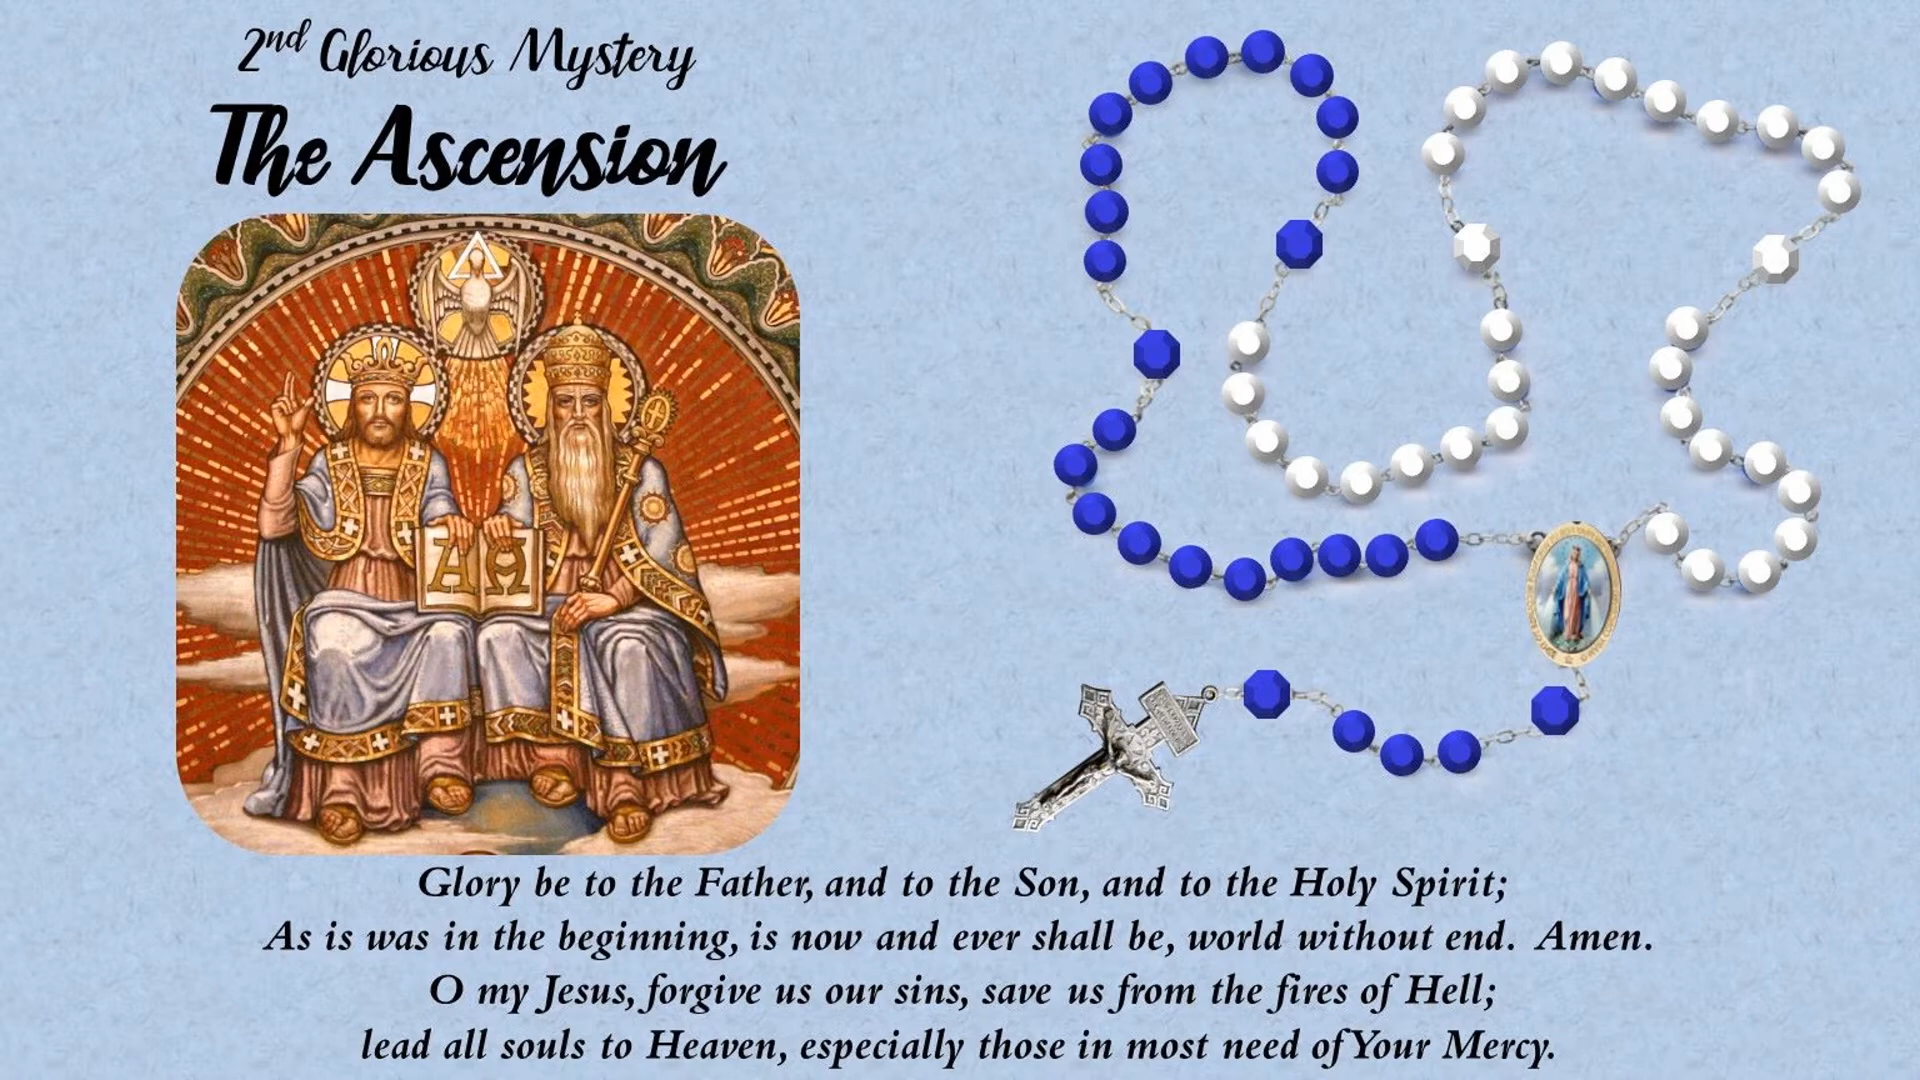 2nd Glorious Mystery
The Ascension
A Ω
Glory be to the Father, and to the Son, and to the Holy Spirit;
As is was in the beginning, is now and ever shall be, world without end. Amen.
O my Jesus, forgive us our sins, save us from the fires of Hell;
lead all souls to Heaven, especially those in most need of Your Mercy.